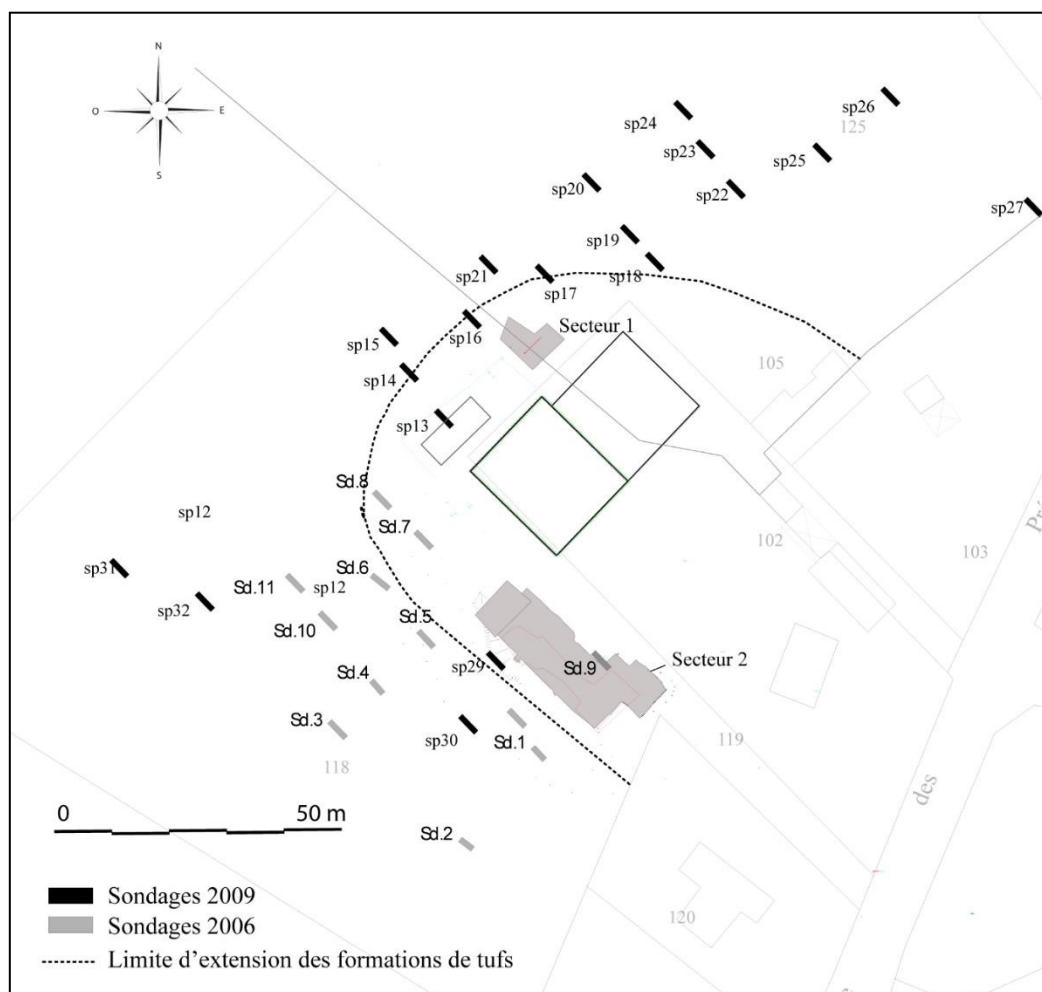 N
O
E
S
sp24
sp26
125
sp23
sp25
sp20
sp22
sp27
sp19
sp18
sp21
sp17
sp16
Secteur 1
sp15
sp14
105
sp13
Sd.8
sp12
Sd.7
102
103
Pré
sp31
Sd.6
Sd.11
sp12
sp32
Sd.10
Sd.5
Secteur 2
sp29
Sd.9
Sd.4
Sd.3
sp30
Sd.1
119
118
des
0
50 m
Sd.2
Sondages 2009
Sondages 2006
120
Limite d’extension des formations de tufs